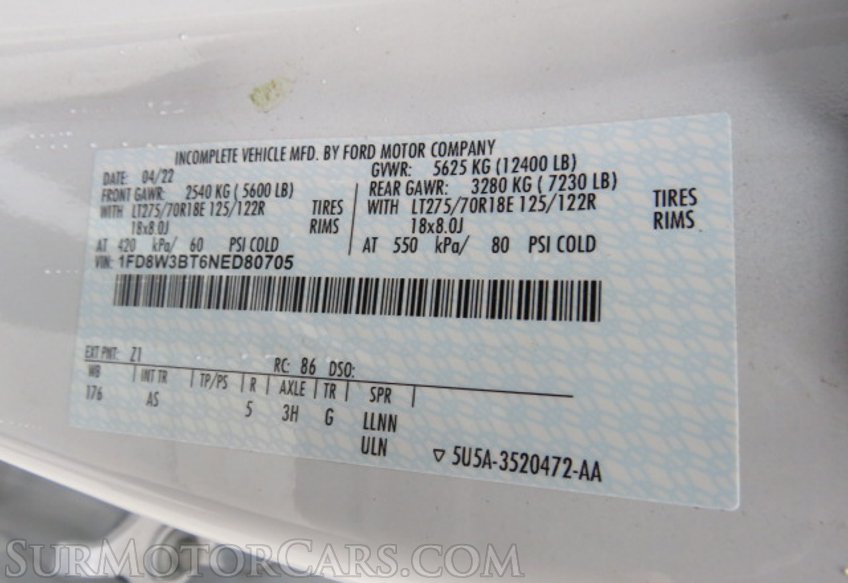 INCOMPLETE VEHICLE MFD. BY FORD MOTOR COMPANY
DATE: 04/22 GVWR: 5625 KG (12400 LB)
FRONT GAWR: 2540 KG ( 5600 LB) REAR GAWR: 3280 KG ( 7230 LB)
WITH LT275/70R18E 125/122R TIRES WITH LT275/70R18E 125/122R TIRES
18x8.0J RIMS 18x8.0J RIMS
AT 420 kPa/ 60 PSI COLD AT 550 kPa/ 80 PSI COLD
VIN: 1FD8W3BT6NED80705
EXT PNT: Z1 RC: 86 DSO:
WB INT TR TP/PS R AXLE TR SPR
176 AS 5 3H G LLNN
ULN
▽ 5U5A-3520472-AA
SURMOTORCARS.COM